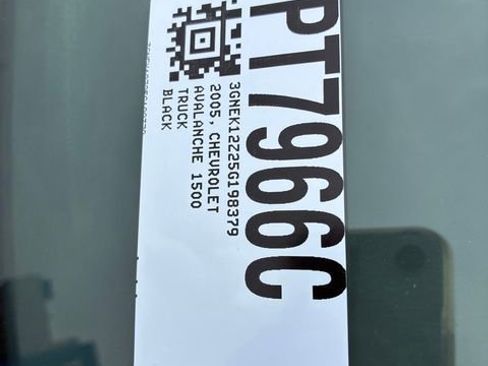 PT7966C
3GNEK12Z25G198379
2005, CHEVROLET
AVALANCHE 1500
TRUCK
BLACK